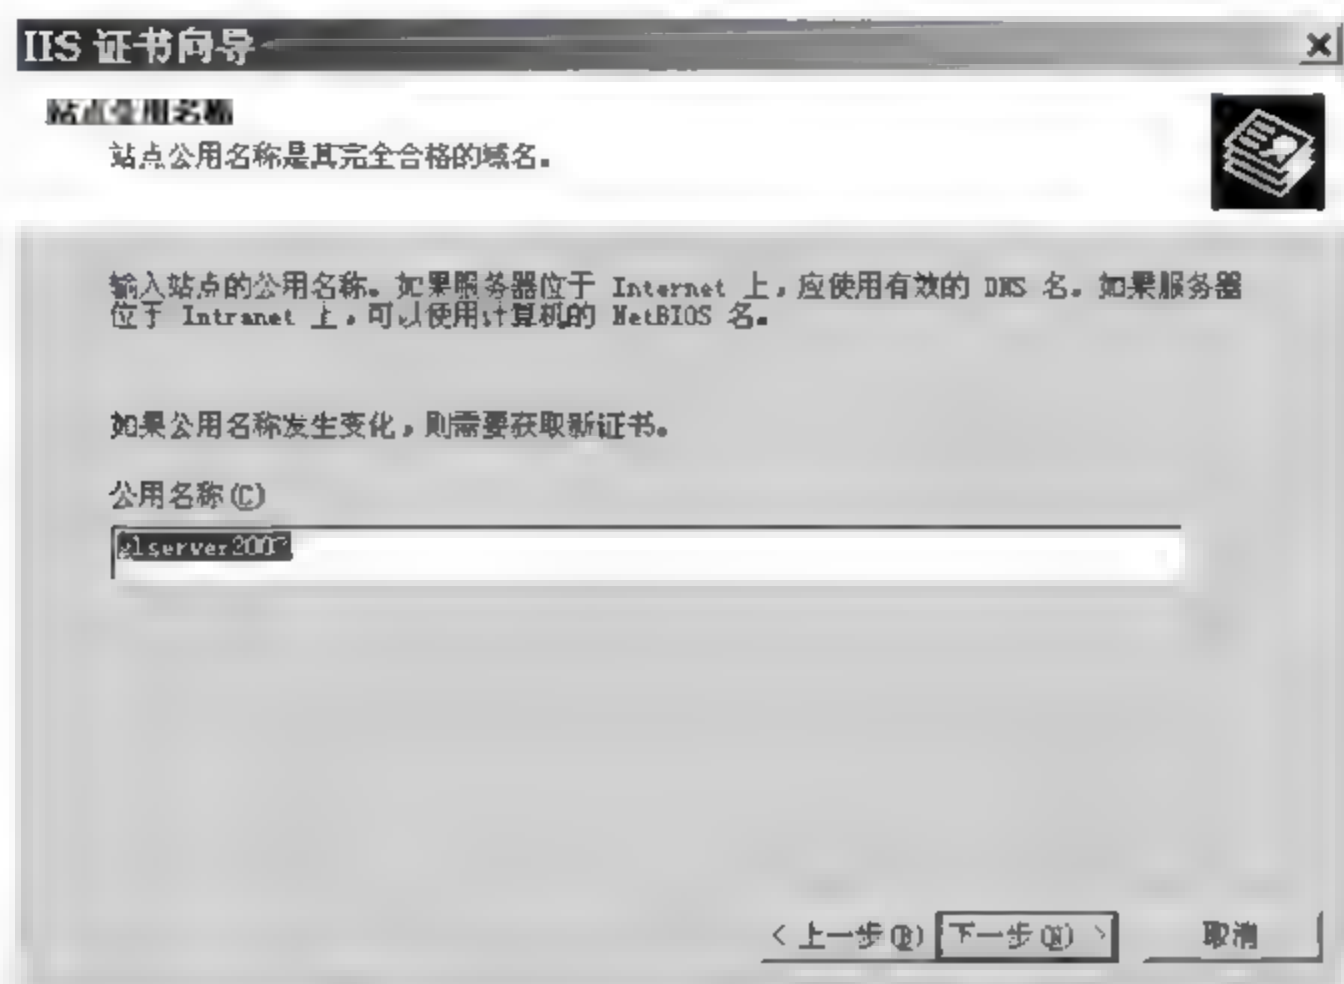 IIS 证书向导
站点公用名称
站点公用名称是其完全合格的域名。
输入站点的公用名称。如果服务器位于 Internet 上，应使用有效的 DNS 名。如果服务器
位于 Intranet 上，可以使用计算机的 NetBIOS 名。
如果公用名称发生变化，则需要获取新证书。
公用名称(C)
< 上一步(B) 下一步(N) > 取消